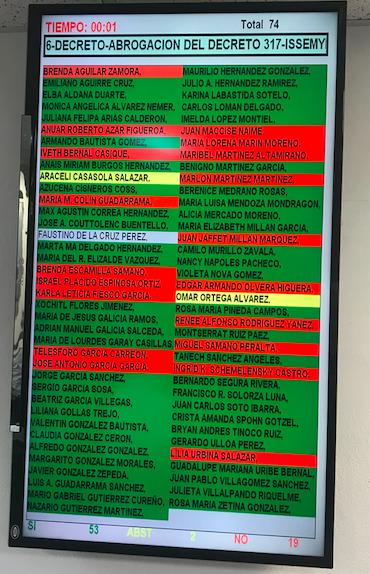 TIEMPO: 00:01 Total 74
6-DECRETO-ABROGACION DEL DECRETO 317-ISSEMY
BRENDA AGUILAR ZAMORA, MAURILIO HERNANDEZ GONZALEZ,
EMILIANO AGUIRRE CRUZ, JULIO A. HERNANDEZ RAMIREZ,
ELBA ALDANA DUARTE, KARINA LABASTIDA SOTELO,
MONICA ANGELICA ALVAREZ NEMER, CARLOS LOMAN DELGADO,
JULIANA FELIPA ARIAS CALDERON, IMELDA LOPEZ MONTIEL,
ANUAR ROBERTO AZAR FIGUEROA, JUAN MACCISE NAIME
ARMANDO BAUTISTA GOMEZ, MARIA LORENA MARIN MORENO
IVETH BERNAL CASIQUE, MARIBEL MARTINEZ ALTAMIRANO,
ANAIS MIRIAM BURGOS HERNANDEZ, BENIGNO MARTINEZ GARCIA,
ARACELI CASASOLA SALAZAR, MARLON MARTINEZ MARTINEZ
AZUCENA CISNEROS COSS, BERENICE MEDRANO ROSAS,
MARIA M. COLIN GUADARRAMA, MARIA LUISA MENDOZA MONDRAGON,
MAX AGUSTIN CORREA HERNANDEZ, ALICIA MERCADO MORENO,
JOSE A. COUTTOLENC BUENTELLO, MARIA ELIZABETH MILLAN GARCIA,
FAUSTINO DE LA CRUZ PEREZ, JUAN JAFFET MILLAN MARQUEZ,
MARTA MA DELGADO HERNANDEZ, CAMILO MURILLO ZAVALA,
MARIA DEL R. ELIZALDE VAZQUEZ, NANCY NAPOLES PACHECO,
BRENDA ESCAMILLA SAMANO, VIOLETA NOVA GOMEZ,
ISRAEL PLACIDO ESPINOSA ORTIZ, EDGAR ARMANDO OLVERA HIGUERA,
KARLA LETICIA FIESCO GARCIA, OMAR ORTEGA ALVAREZ,
XOCHITL FLORES JIMENEZ, ROSA MARIA PINEDA CAMPOS,
MARIA DE JESUS GALICIA RAMOS, RENEE ALFONSO RODRIGUEZ YANEZ,
ADRIAN MANUEL GALICIA SALCEDA, MONTSERRAT RUIZ PAEZ,
MARIA DE LOURDES GARAY CASILLAS, MIGUEL SAMANO PERALTA,
TELESFORO GARCIA CARREON, TANECH SANCHEZ ANGELES,
JOSE ANTONIO GARCIA GARCIA, INGRID K. SCHEMELENSKY CASTRO,
JORGE GARCIA SANCHEZ, BERNARDO SEGURA RIVERA,
SERGIO GARCIA SOSA, FRANCISCO R. SOLORZA LUNA,
BEATRIZ GARCIA VILLEGAS, JUAN CARLOS SOTO IBARRA,
LILIANA GOLLAS TREJO, CRISTA AMANDA SPOHN GOTZEL,
VALENTIN GONZALEZ BAUTISTA, BRYAN ANDRES TINOCO RUIZ,
CLAUDIA GONZALEZ CERON, GERARDO ULLOA PEREZ,
ALFREDO GONZALEZ GONZALEZ, LILIA URBINA SALAZAR,
MARGARITO GONZALEZ MORALES, GUADALUPE MARIANA URIBE BERNAL,
JAVIER GONZALEZ ZEPEDA, JUAN PABLO VILLAGOMEZ SANCHEZ,
LUIS A. GUADARRAMA SANCHEZ, JULIETA VILLALPANDO RIQUELME,
MARIO GABRIEL GUTIERREZ CUREÑO, ROSA MARIA ZETINA GONZALEZ,
NAZARIO GUTIERREZ MARTINEZ,
SI 53 ABST 2 NO 19